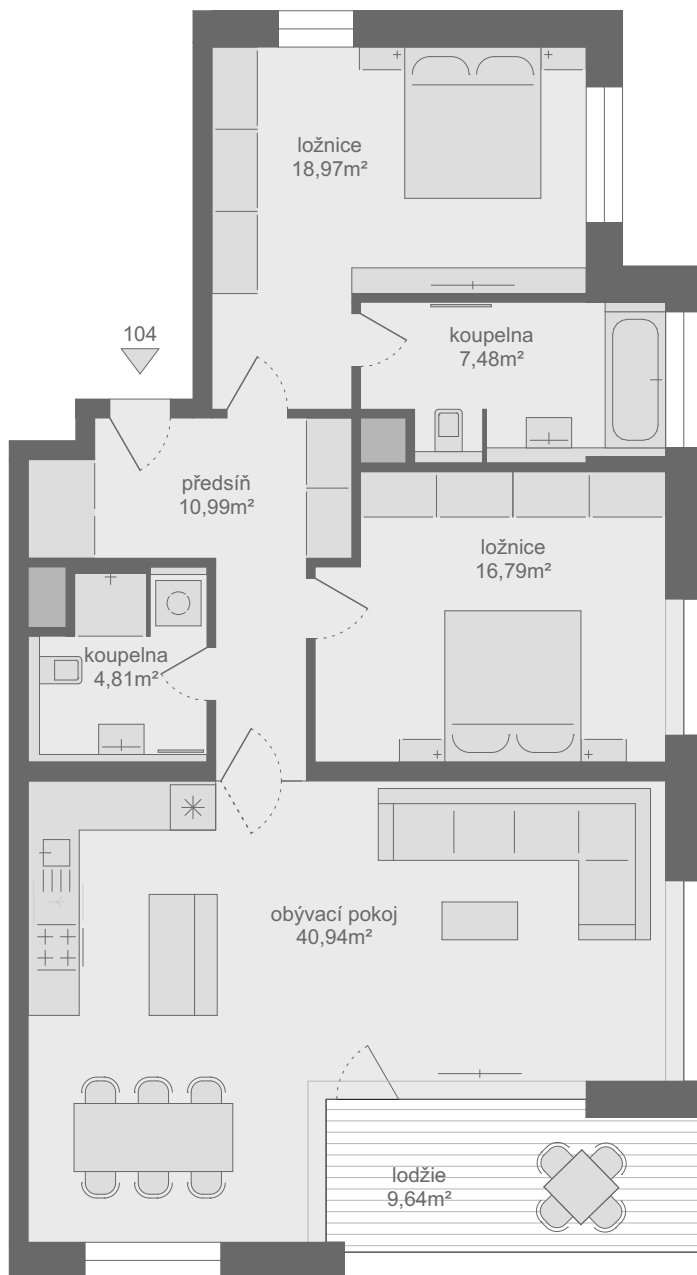 ložnice
18,97m²
104
koupelna
7,48m²
předsíň
10,99m²
ložnice
16,79m²
koupelna
4,81m²
obývací pokoj
40,94m²
lodžie
9,64m²